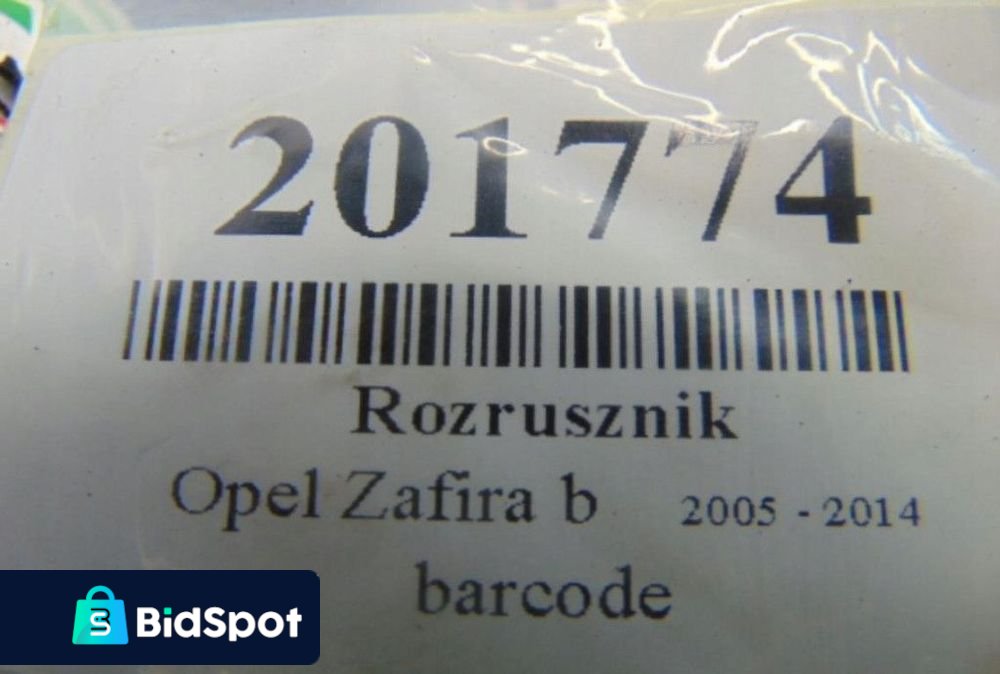 201774
Rozrusznik
Opel Zafira b 2005 - 2014
barcode
BidSpot